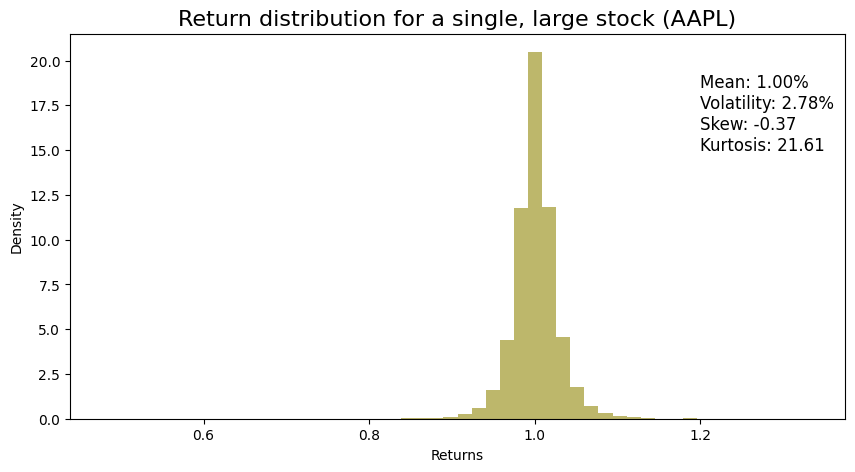 Return distribution for a single, large stock (AAPL)
20.0
17.5
15.0
12.5
10.0
7.5
5.0
2.5
0.0
Density
Mean: 1.00%
Volatility: 2.78%
Skew: -0.37
Kurtosis: 21.61
0.6 0.8 1.0 1.2
Returns